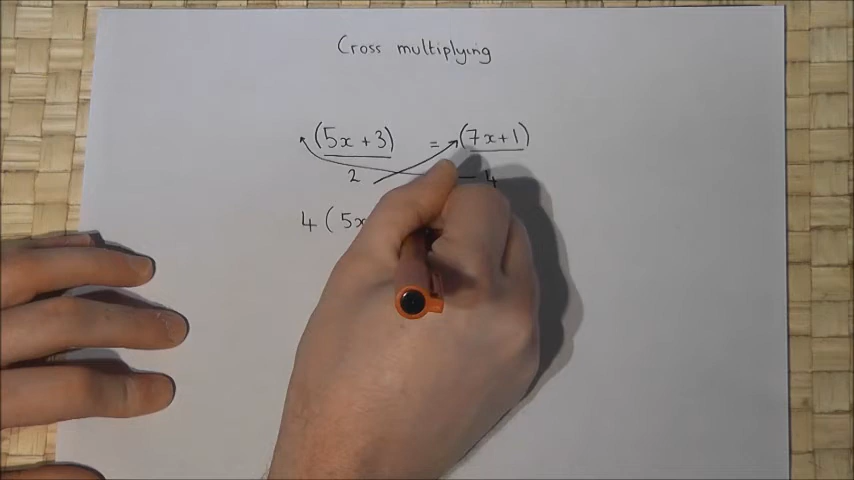 Cross multiplying
(5x + 3) = (7x + 1)
2 4
4 ( 5x